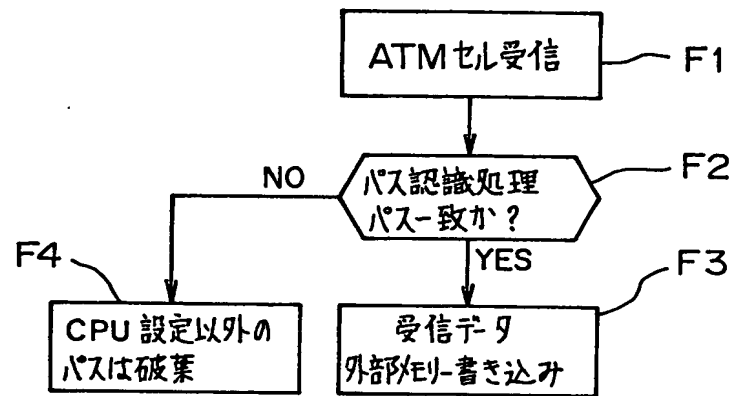 ATMセル受信
F1
F2
パス認識処理
パス一致か？
NO
YES
F4
F3
CPU設定以外の
パスは破葉
受信データ
外部メモリー書き込み